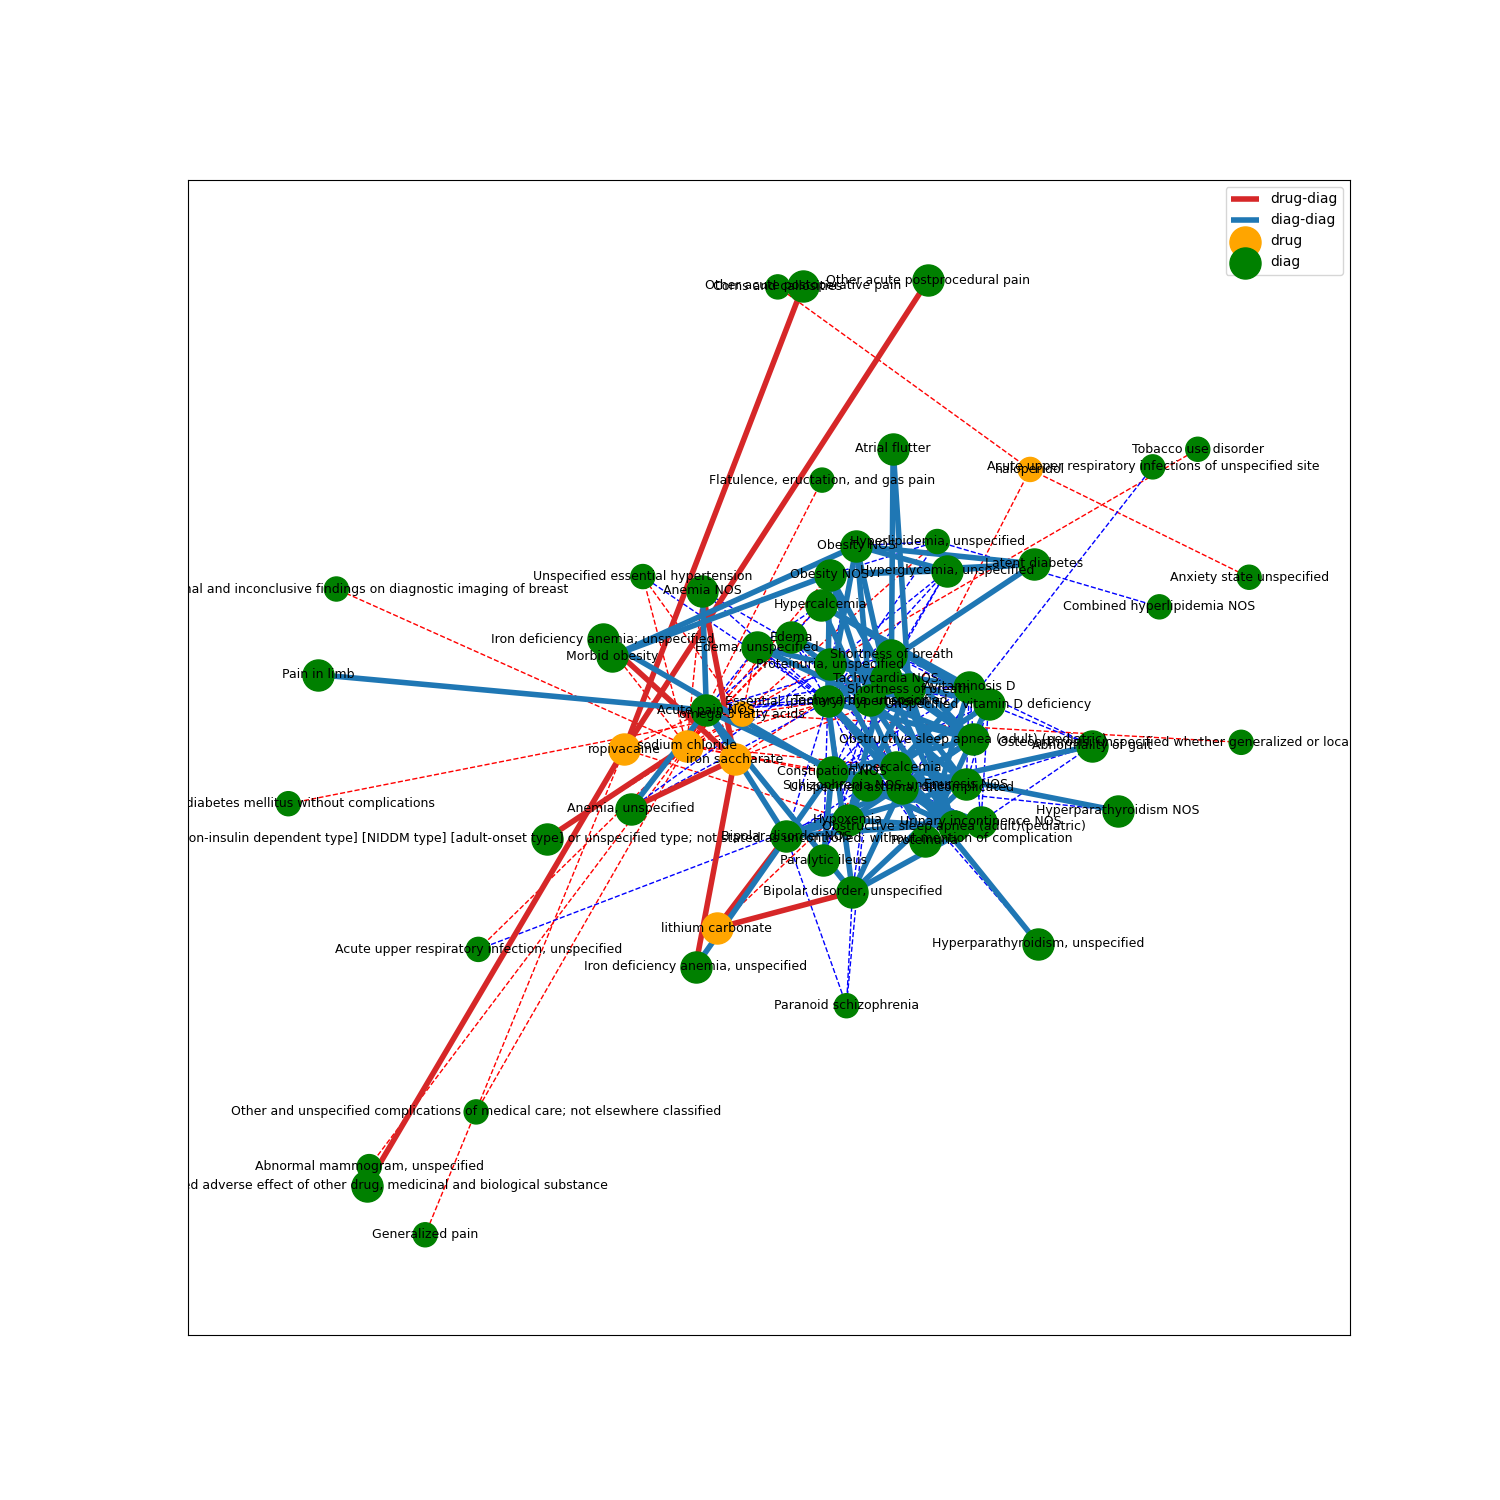 drug-diag
diag-diag
drug
diag
Other acute postprocedural pain
Other acute postoperative pain
Corns and callosities
Atrial flutter
Tobacco use disorder
Acute upper respiratory infections of unspecified site
haloperidol
Flatulence, eructation, and gas pain
Hyperlipidemia, unspecified
Obesity NOS
Latent diabetes
Hyperglycemia, unspecified
Obesity NOS
Unspecified essential hypertension
Anxiety state unspecified
nal and inconclusive findings on diagnostic imaging of breast
Anemia NOS
Hypercalcemia
Combined hyperlipidemia NOS
Edema
Iron deficiency anemia; unspecified
Edema, unspecified
Morbid obesity
Shortness of breath
Proteinuria, unspecified
Pain in limb
Tachycardia NOS
Avitaminosis D
Shortness of breath
Essential (primary) hypertension
Tachycardia, unspecified
Unspecified vitamin D deficiency
Acute pain NOS
omega-3 fatty acids
Obstructive sleep apnea (adult) (pediatric)
Osteoarthrosis unspecified whether generalized or loca
Abnormality of gait
sodium chloride
ropivacaine
iron saccharate
Hypercalcemia
Constipation NOS
Schizophrenia NOS-unspec
Enuresis NOS
Unspecified asthma, uncomplicated
diabetes mellitus without complications
Anemia, unspecified
Hyperparathyroidism NOS
Hypoxemia
Urinary incontinence NOS
Obstructive sleep apnea (adult)(pediatric)
Bipolar disorder NOS
on-insulin dependent type] [NIDDM type] [adult-onset type] or unspecified type; not stated as uncontrolled; without mention of complication
Proteinuria
Paralytic ileus
Bipolar disorder, unspecified
lithium carbonate
Hyperparathyroidism, unspecified
Acute upper respiratory infection, unspecified
Iron deficiency anemia, unspecified
Paranoid schizophrenia
Other and unspecified complications of medical care; not elsewhere classified
Abnormal mammogram, unspecified
ed adverse effect of other drug, medicinal and biological substance
Generalized pain